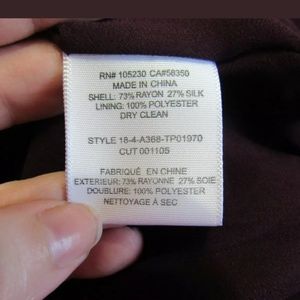 RN# 105230 CA#58350
MADE IN CHINA
SHELL: 73% RAYON 27% SILK
LINING: 100% POLYESTER
DRY CLEAN
STYLE 18-4-A368-TP01970
CUT 001105
FABRIQUÉ EN CHINE
EXTERIEUR: 73% RAYONNE 27% SOIE
DOUBLURE: 100% POLYESTER
NETTOYAGE À SEC